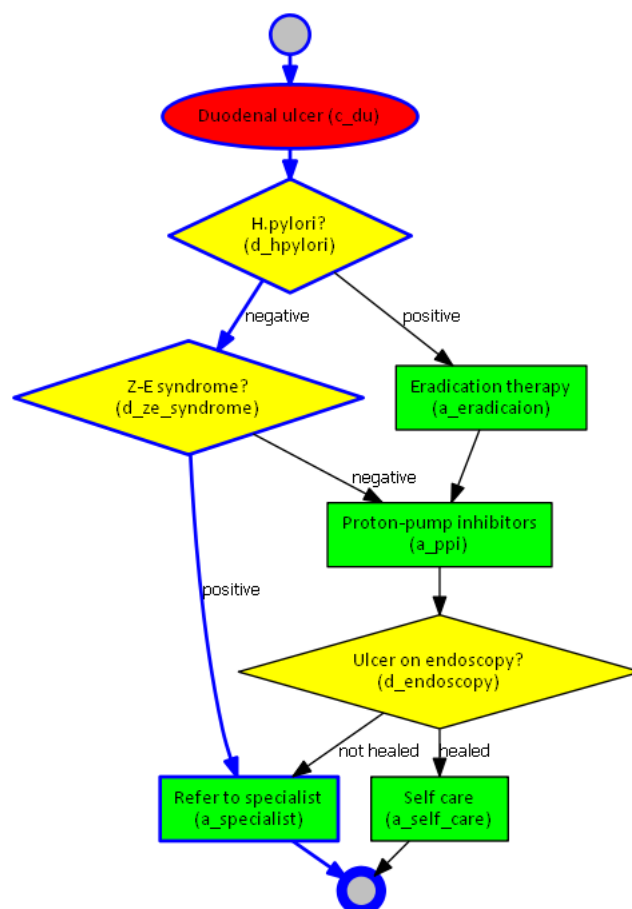 Duodenal ulcer (c_du)
H.pylori?
(d_hpylori)
negative
positive
Z-E syndrome?
(d_ze_syndrome)
Eradication therapy
(a_eradicaion)
negative
Proton-pump inhibitors
(a_ppi)
positive
Ulcer on endoscopy?
(d_endoscopy)
not healed
healed
Refer to specialist
(a_specialist)
Self care
(a_self_care)